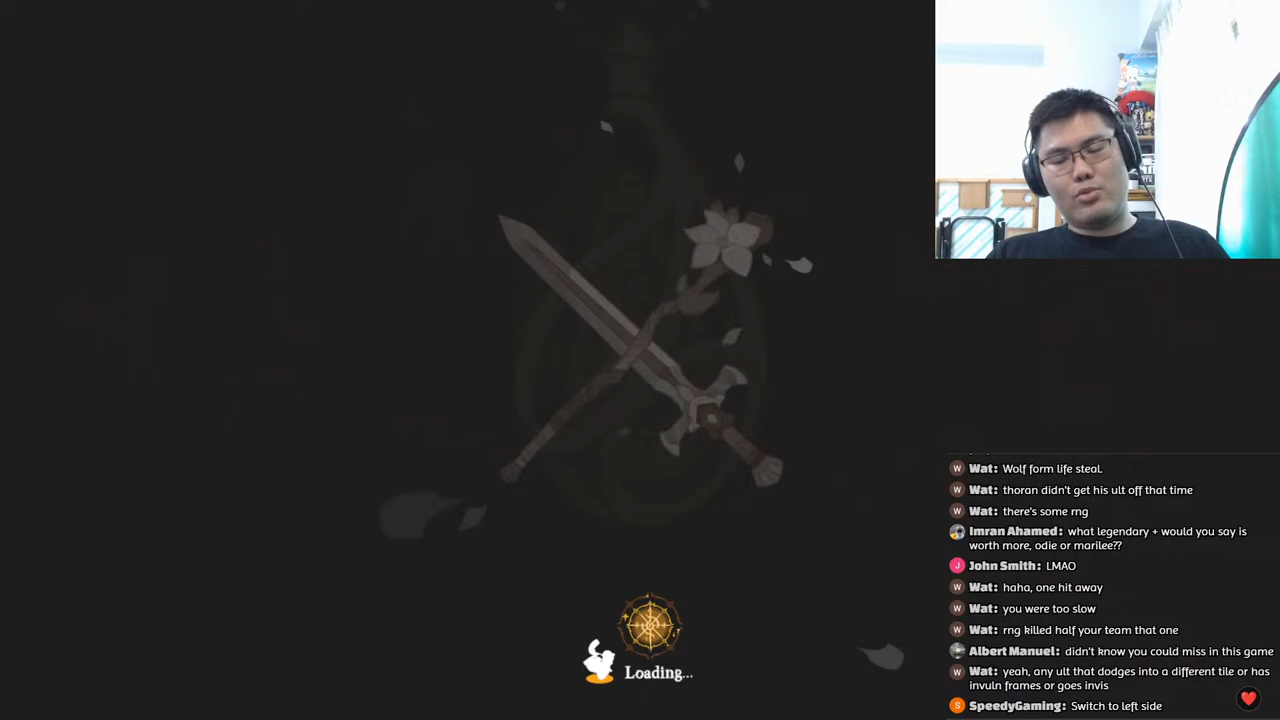 Wat: Wolf form life steal.
Wat: thoran didn't get his ult off that time
Wat: there's some rng
Imran Ahamed: what legendary + would you say is
worth more, odie or marilee??
John Smith: LMAO
Wat: haha, one hit away
Wat: you were too slow
Wat: rng killed half your team that one
Albert Manuel: didn't know you could miss in this game
Wat: yeah, any ult that dodges into a different tile or has
invuln frames or goes invis
SpeedyGaming: Switch to left side
Loading...